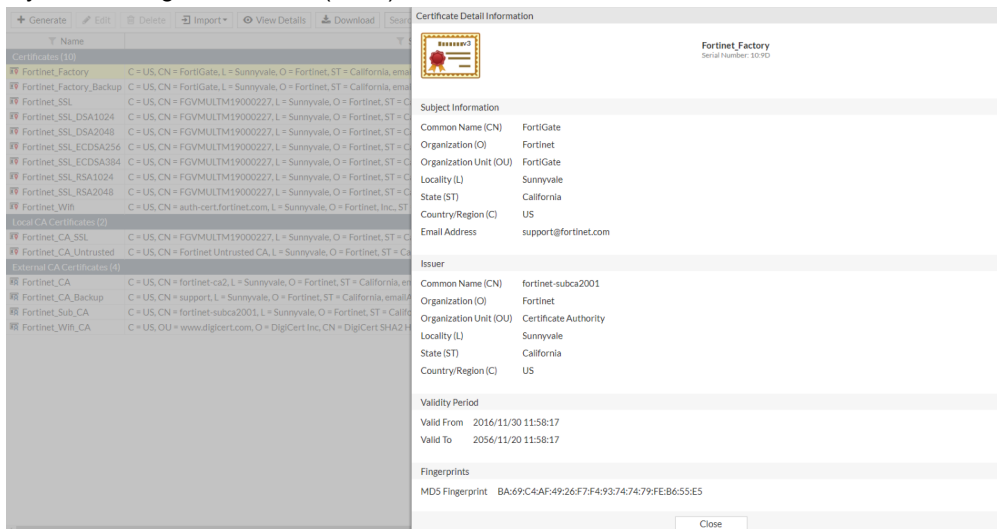 Certificate Detail Information
+ Generate Edit Delete Import View Details Download Sear
v3
Fortinet_Factory
Serial Number: 10:9D
Name
Certificates (10)
Fortinet_Factory C = US, CN = FortiGate, L = Sunnyvale, O = Fortinet, ST = California, emai
Fortinet_Factory_Backup C = US, CN = FortiGate, L = Sunnyvale, O = Fortinet, ST = California, emai
Fortinet_SSL C = US, CN = FGVMULTM19000227, L = Sunnyvale, O = Fortinet, ST = C
Fortinet_SSL_DSA1024 C = US, CN = FGVMULTM19000227, L = Sunnyvale, O = Fortinet, ST = C
Fortinet_SSL_DSA2048 C = US, CN = FGVMULTM19000227, L = Sunnyvale, O = Fortinet, ST = C
Fortinet_SSL_ECDSA256 C = US, CN = FGVMULTM19000227, L = Sunnyvale, O = Fortinet, ST = C
Fortinet_SSL_ECDSA384 C = US, CN = FGVMULTM19000227, L = Sunnyvale, O = Fortinet, ST = C
Fortinet_SSL_RSA1024 C = US, CN = FGVMULTM19000227, L = Sunnyvale, O = Fortinet, ST = C
Fortinet_SSL_RSA2048 C = US, CN = FGVMULTM19000227, L = Sunnyvale, O = Fortinet, ST = C
Fortinet_Wifi C = US, CN = auth-cert.fortinet.com, L = Sunnyvale, O = Fortinet, Inc., ST
Local CA Certificates (2)
Fortinet_CA_SSL C = US, CN = FGVMULTM19000227, L = Sunnyvale, O = Fortinet, ST = C
Fortinet_CA_Untrusted C = US, CN = Fortinet Untrusted CA, L = Sunnyvale, O = Fortinet, ST = Ca
External CA Certificates (4)
Fortinet_CA C = US, CN = fortinet-ca2, L = Sunnyvale, O = Fortinet, ST = California, em
Fortinet_CA_Backup C = US, CN = support, L = Sunnyvale, O = Fortinet, ST = California, emailA
Fortinet_Sub_CA C = US, CN = fortinet-subca2001, L = Sunnyvale, O = Fortinet, ST = Califo
Fortinet_Wifi_CA C = US, OU = www.digicert.com, O = DigiCert Inc, CN = DigiCert SHA2 H
Subject Information
Common Name (CN) FortiGate
Organization (O) Fortinet
Organization Unit (OU) FortiGate
Locality (L) Sunnyvale
State (ST) California
Country/Region (C) US
Email Address support@fortinet.com
Issuer
Common Name (CN) fortinet-subca2001
Organization (O) Fortinet
Organization Unit (OU) Certificate Authority
Locality (L) Sunnyvale
State (ST) California
Country/Region (C) US
Validity Period
Valid From 2016/11/30 11:58:17
Valid To 2056/11/20 11:58:17
Fingerprints
MD5 Fingerprint BA:69:C4:AF:49:26:F7:F4:93:74:74:79:FE:B6:55:E5
Close